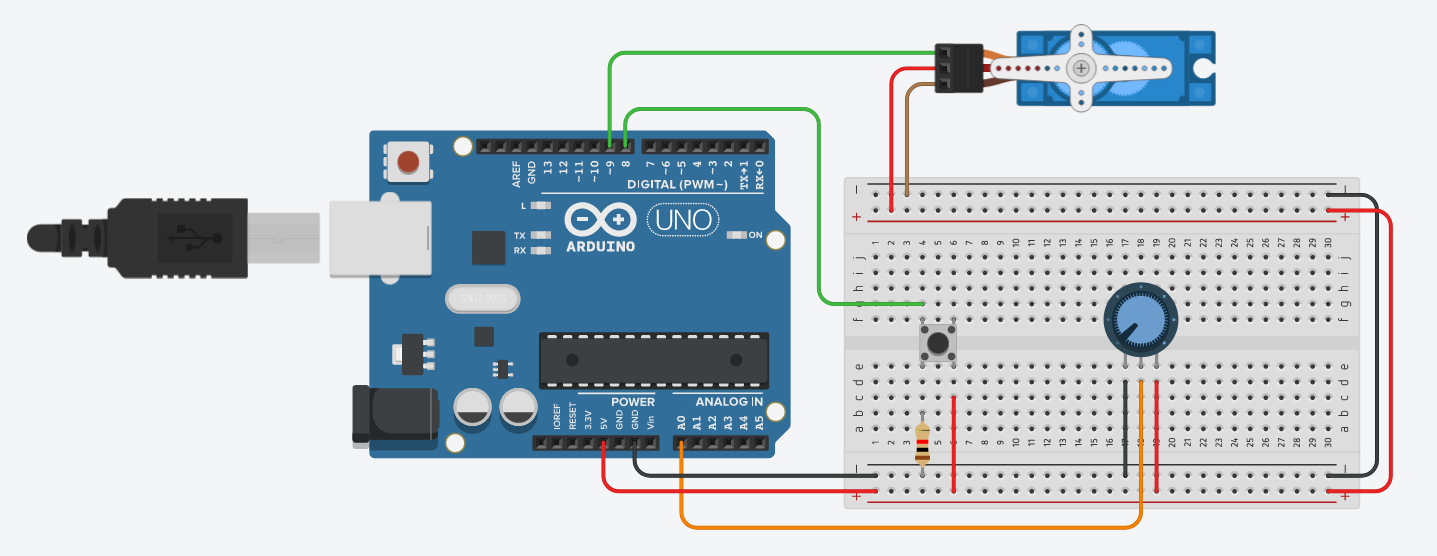 AREF
GND
13
12
~11
~10
~9
8
7
~6
~5
4
~3
2
TX→1
RX←0
DIGITAL (PWM~)
L
TX
RX
ARDUINO
UNO
ON
POWER
ANALOG IN
IOREF
RESET
3.3V
5V
GND
GND
Vin
A0
A1
A2
A3
A4
A5
− −
+ +
1 2 3 4 5 6 7 8 9 10 11 12 13 14 15 16 17 18 19 20 21 22 23 24 25 26 27 28 29 30
j j
i i
h h
g g
f f
e e
d d
c c
b b
a a
1 2 3 4 5 6 7 8 9 10 11 12 13 14 15 16 17 18 19 20 21 22 23 24 25 26 27 28 29 30
− −
+ +